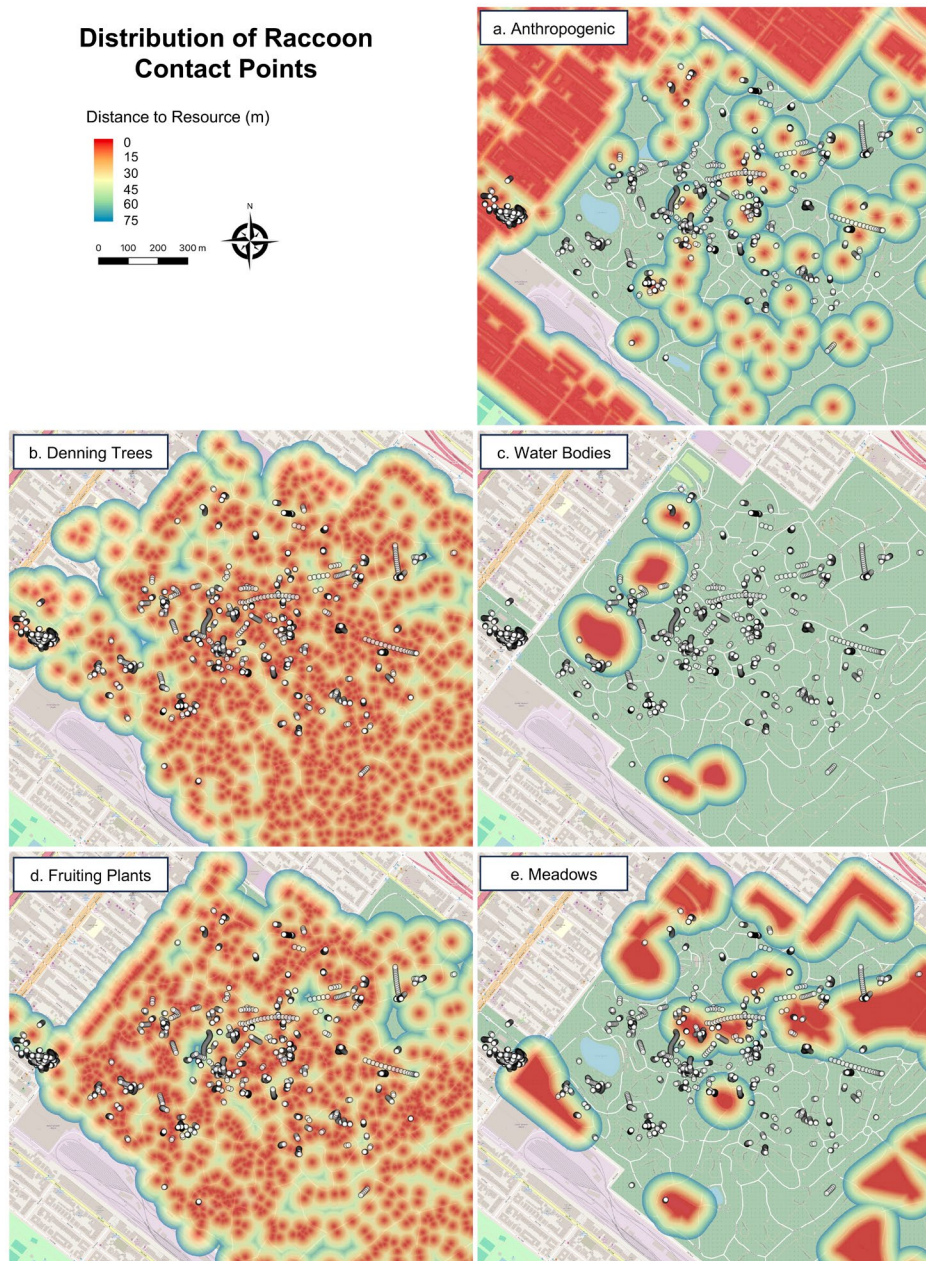 Distribution of Raccoon
Contact Points
Distance to Resource (m)
0
15
30
45
60
75
N
0 100 200 300 m
a. Anthropogenic
b. Denning Trees
c. Water Bodies
d. Fruiting Plants
e. Meadows